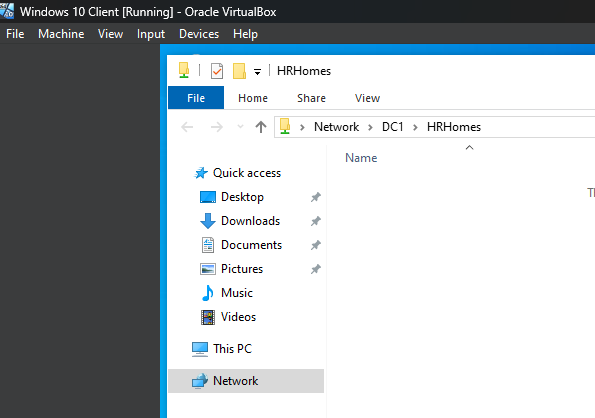 Windows 10 Client [Running] - Oracle VirtualBox
File Machine View Input Devices Help
HRHomes
File Home Share View
Network > DC1 > HRHomes
Name
Quick access
Desktop
Downloads
Documents
Pictures
Music
Videos
This PC
Network